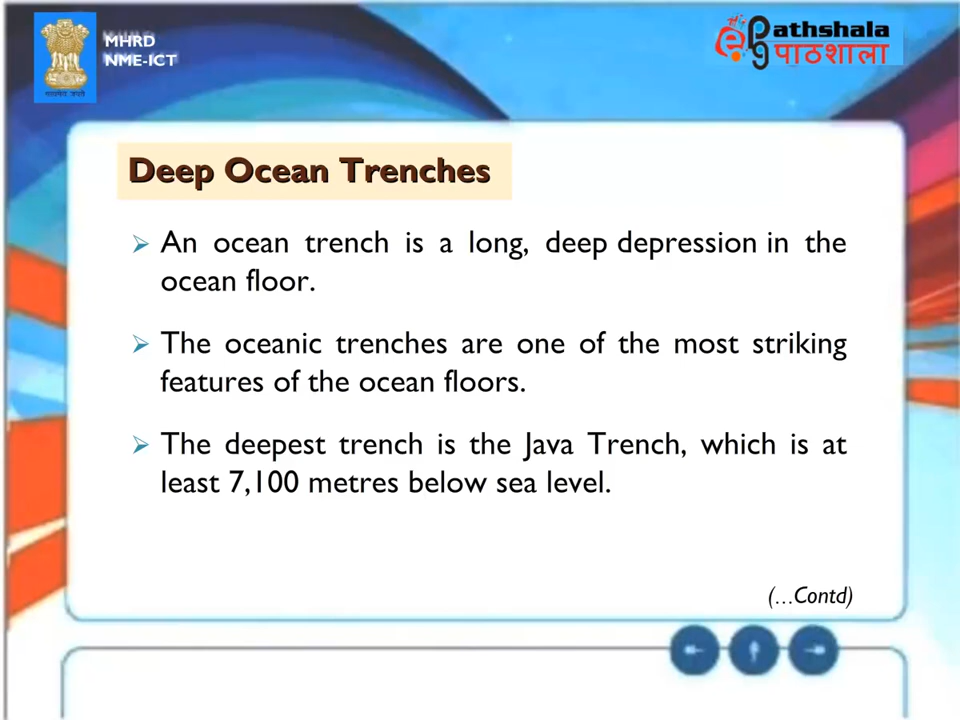 MHRD
NME-ICT
ePG Pathshala
पाठशाला
Deep Ocean Trenches
An ocean trench is a long, deep depression in the
ocean floor.
The oceanic trenches are one of the most striking
features of the ocean floors.
The deepest trench is the Java Trench, which is at
least 7,100 metres below sea level.
(...Contd)